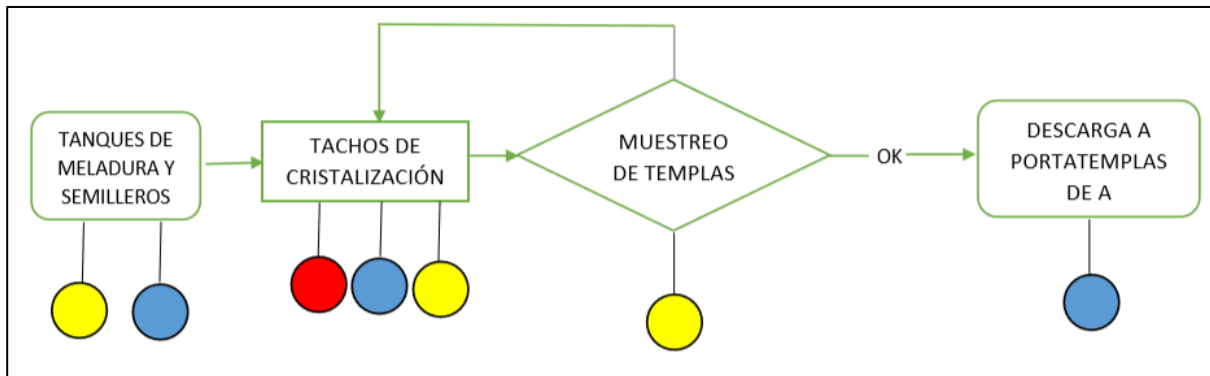 TANQUES DE
MELADURA Y
SEMILLEROS
TACHOS DE
CRISTALIZACIÓN
MUESTREO
DE TEMPLAS
OK
DESCARGA A
PORTATEMPLAS
DE A